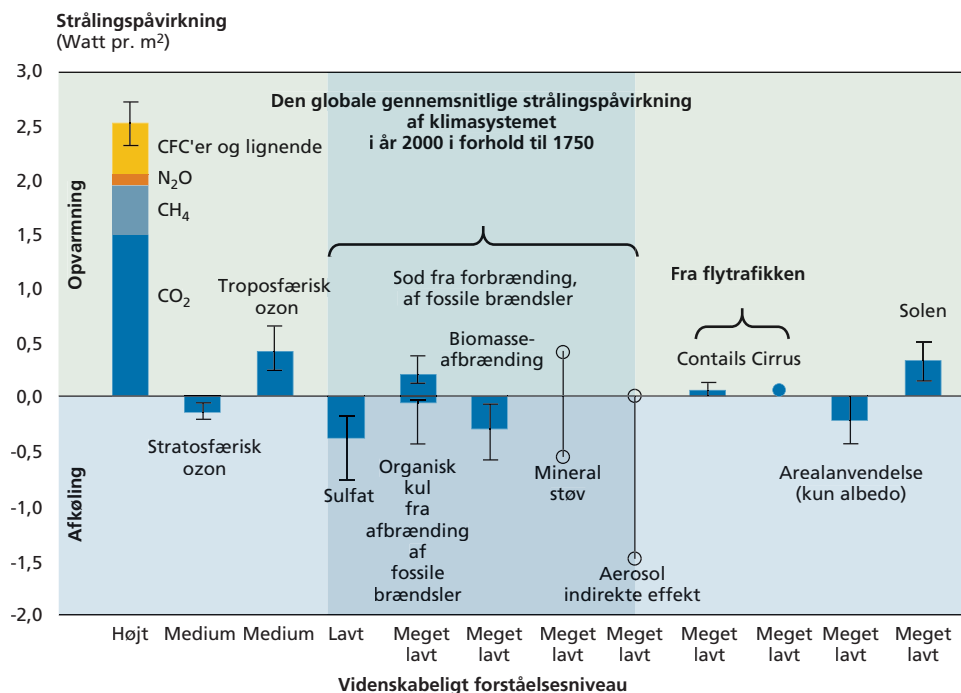 Strålingspåvirkning
(Watt pr. m²)
3,0
2,5
2,0
1,5
1,0
0,5
0,0
-0,5
-1,0
-1,5
-2,0
Opvarmning
Afkøling
Den globale gennemsnitlige strålingspåvirkning
af klimasystemet
i år 2000 i forhold til 1750
CFC'er og lignende
N₂O
CH₄
CO₂
Troposfærisk
ozon
Stratosfærisk
ozon
Sod fra forbrænding,
af fossile brændsler
Biomasse-
afbrænding
Sulfat
Organisk
kul
fra
afbrænding
af
fossile
brændsler
Mineral
støv
Aerosol
indirekte effekt
Fra flytrafikken
Contails Cirrus
Solen
Arealanvendelse
(kun albedo)
Højt
Medium
Medium
Lavt
Meget
lavt
Meget
lavt
Meget
lavt
Meget
lavt
Meget
lavt
Meget
lavt
Meget
lavt
Meget
lavt
Videnskabeligt forståelsesniveau